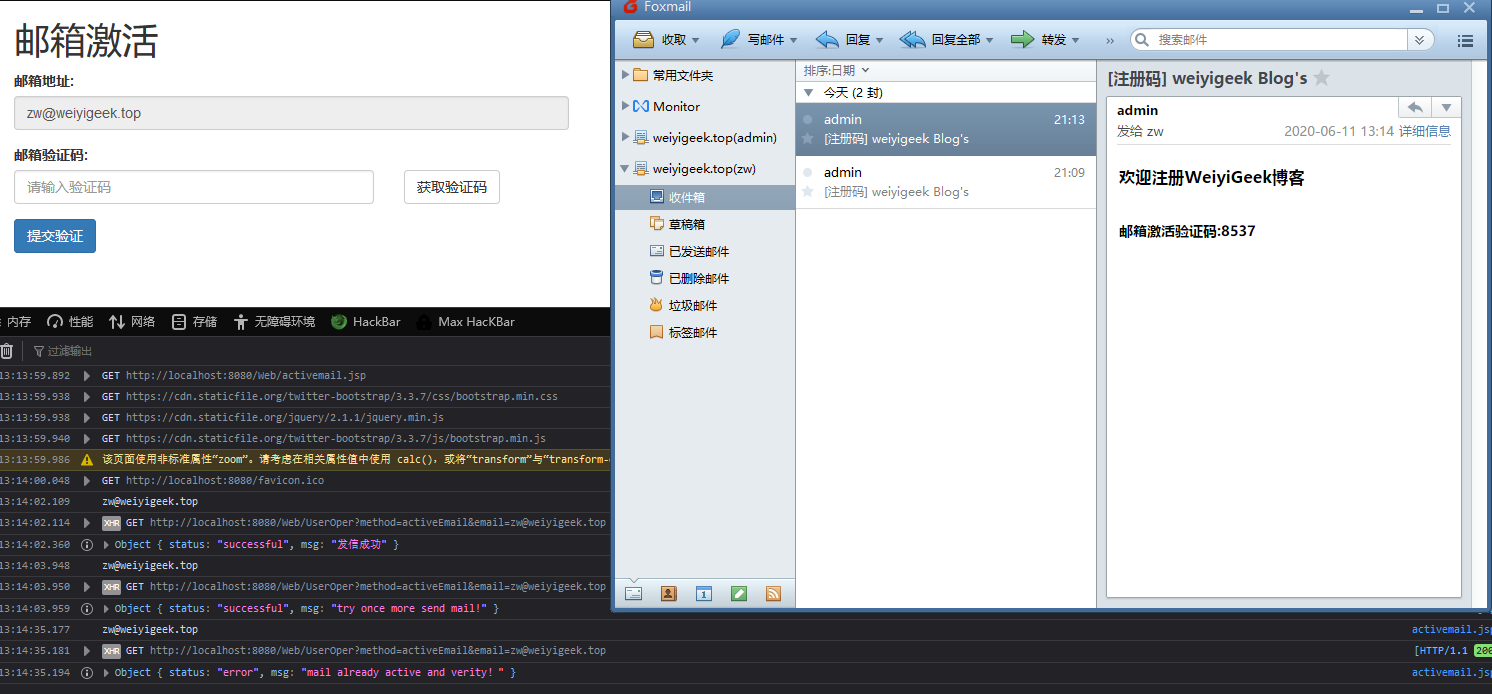 邮箱激活
邮箱地址:
zw@weiyigeek.top
邮箱验证码:
请输入验证码
获取验证码
提交验证
内存 性能 网络 存储 无障碍环境 HackBar Max HacKBar
过滤输出
13:13:59.892 GET http://localhost:8080/Web/activemail.jsp
13:13:59.938 GET https://cdn.staticfile.org/twitter-bootstrap/3.3.7/css/bootstrap.min.css
13:13:59.938 GET https://cdn.staticfile.org/jquery/2.1.1/jquery.min.js
13:13:59.940 GET https://cdn.staticfile.org/twitter-bootstrap/3.3.7/js/bootstrap.min.js
13:13:59.986 该页面使用非标准属性“zoom”。请考虑在相关属性值中使用 calc()，或将“transform”与“transform-
13:14:00.048 GET http://localhost:8080/favicon.ico
13:14:02.109 zw@weiyigeek.top
13:14:02.114 XHR GET http://localhost:8080/Web/UserOper?method=activeEmail&email=zw@weiyigeek.top
13:14:02.360 Object { status: "successful", msg: "发信成功" }
13:14:03.948 zw@weiyigeek.top
13:14:03.950 XHR GET http://localhost:8080/Web/UserOper?method=activeEmail&email=zw@weiyigeek.top
13:14:03.959 Object { status: "successful", msg: "try once more send mail!" }
13:14:35.177 zw@weiyigeek.top activemail.jsp
13:14:35.181 XHR GET http://localhost:8080/Web/UserOper?method=activeEmail&email=zw@weiyigeek.top [HTTP/1.1 200
13:14:35.194 Object { status: "error", msg: "mail already active and verity! " } activemail.jsp
Foxmail
收取 写邮件 回复 回复全部 转发 » 搜索邮件
常用文件夹
Monitor
weiyigeek.top(admin)
weiyigeek.top(zw)
收件箱
草稿箱
已发送邮件
已删除邮件
垃圾邮件
标签邮件
1
排序:日期
今天 (2 封)
admin 21:13
[注册码] weiyigeek Blog's
admin 21:09
[注册码] weiyigeek Blog's
[注册码] weiyigeek Blog's
admin
发给 zw 2020-06-11 13:14 详细信息
欢迎注册WeiyiGeek博客
邮箱激活验证码:8537